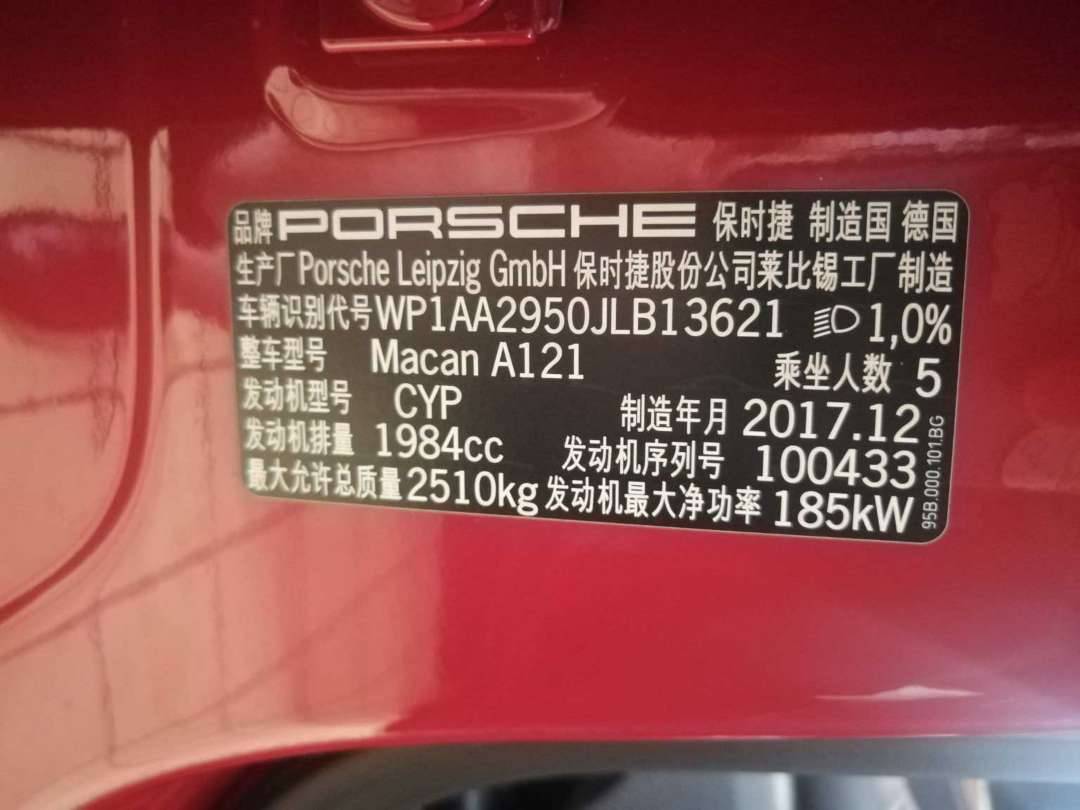 品牌 PORSCHE 保时捷 制造国 德国
生产厂 Porsche Leipzig GmbH 保时捷股份公司莱比锡工厂制造
车辆识别代号 WP1AA2950JLB13621 1,0%
整车型号 Macan A121 乘坐人数 5
发动机型号 CYP 制造年月 2017.12
发动机排量 1984cc 发动机序列号 100433
最大允许总质量 2510kg 发动机最大净功率 185kW
95B.000.101.BG